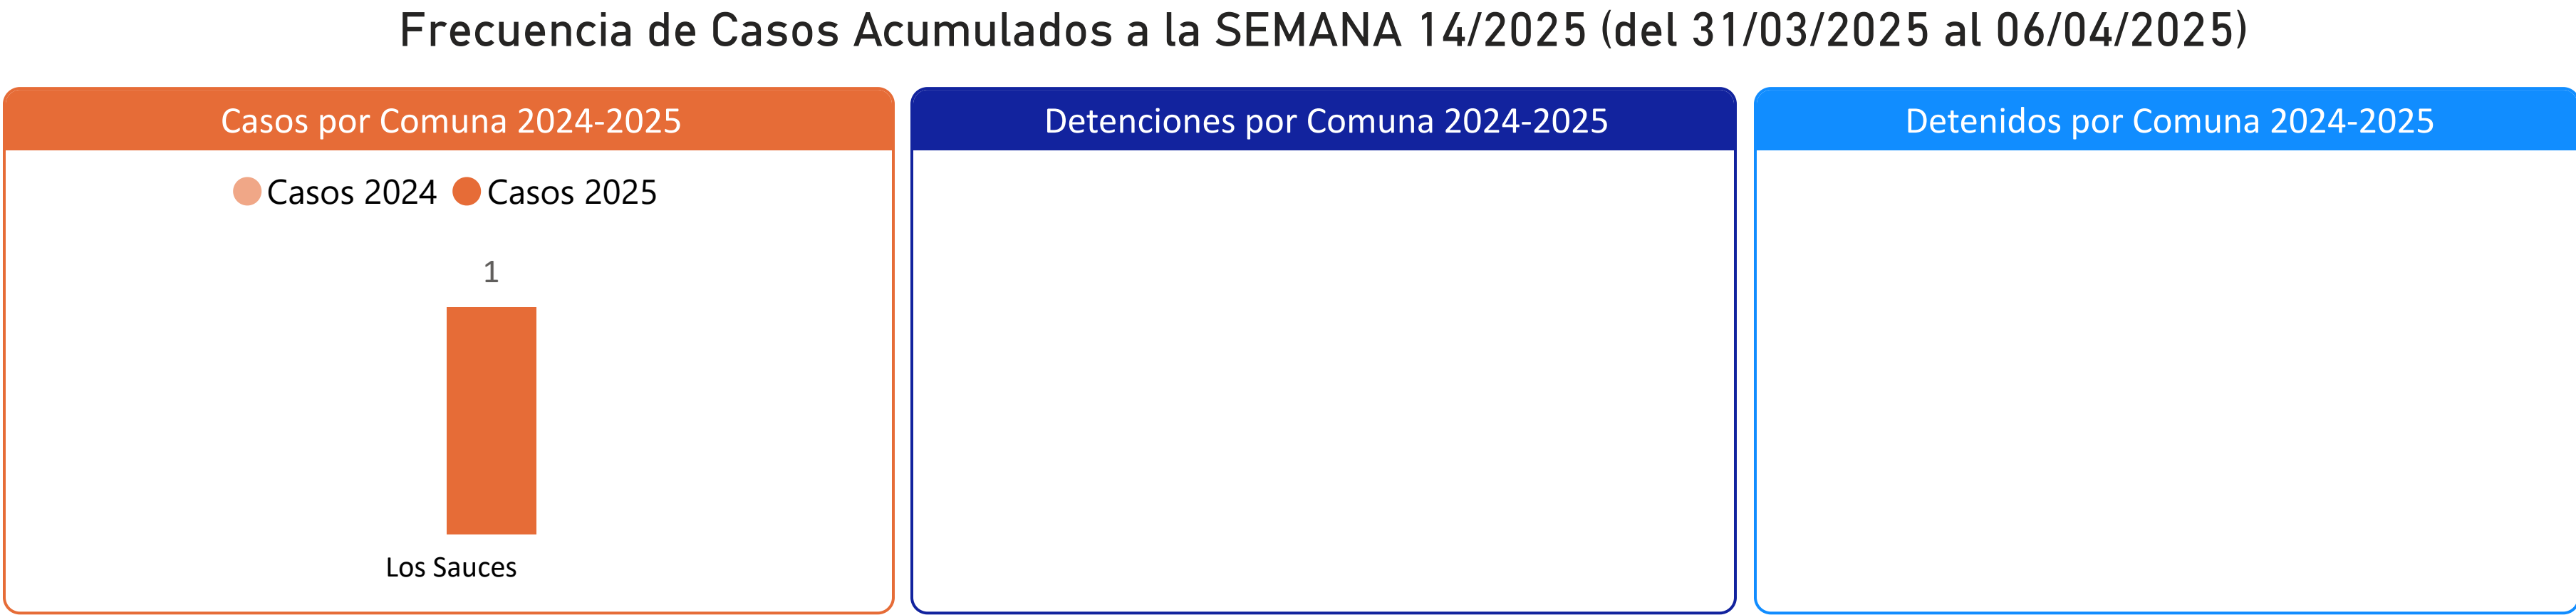 Frecuencia de Casos Acumulados a la SEMANA 14/2025 (del 31/03/2025 al 06/04/2025)
Casos por Comuna 2024-2025
Casos 2024 Casos 2025
1
Los Sauces
Detenciones por Comuna 2024-2025
Detenidos por Comuna 2024-2025